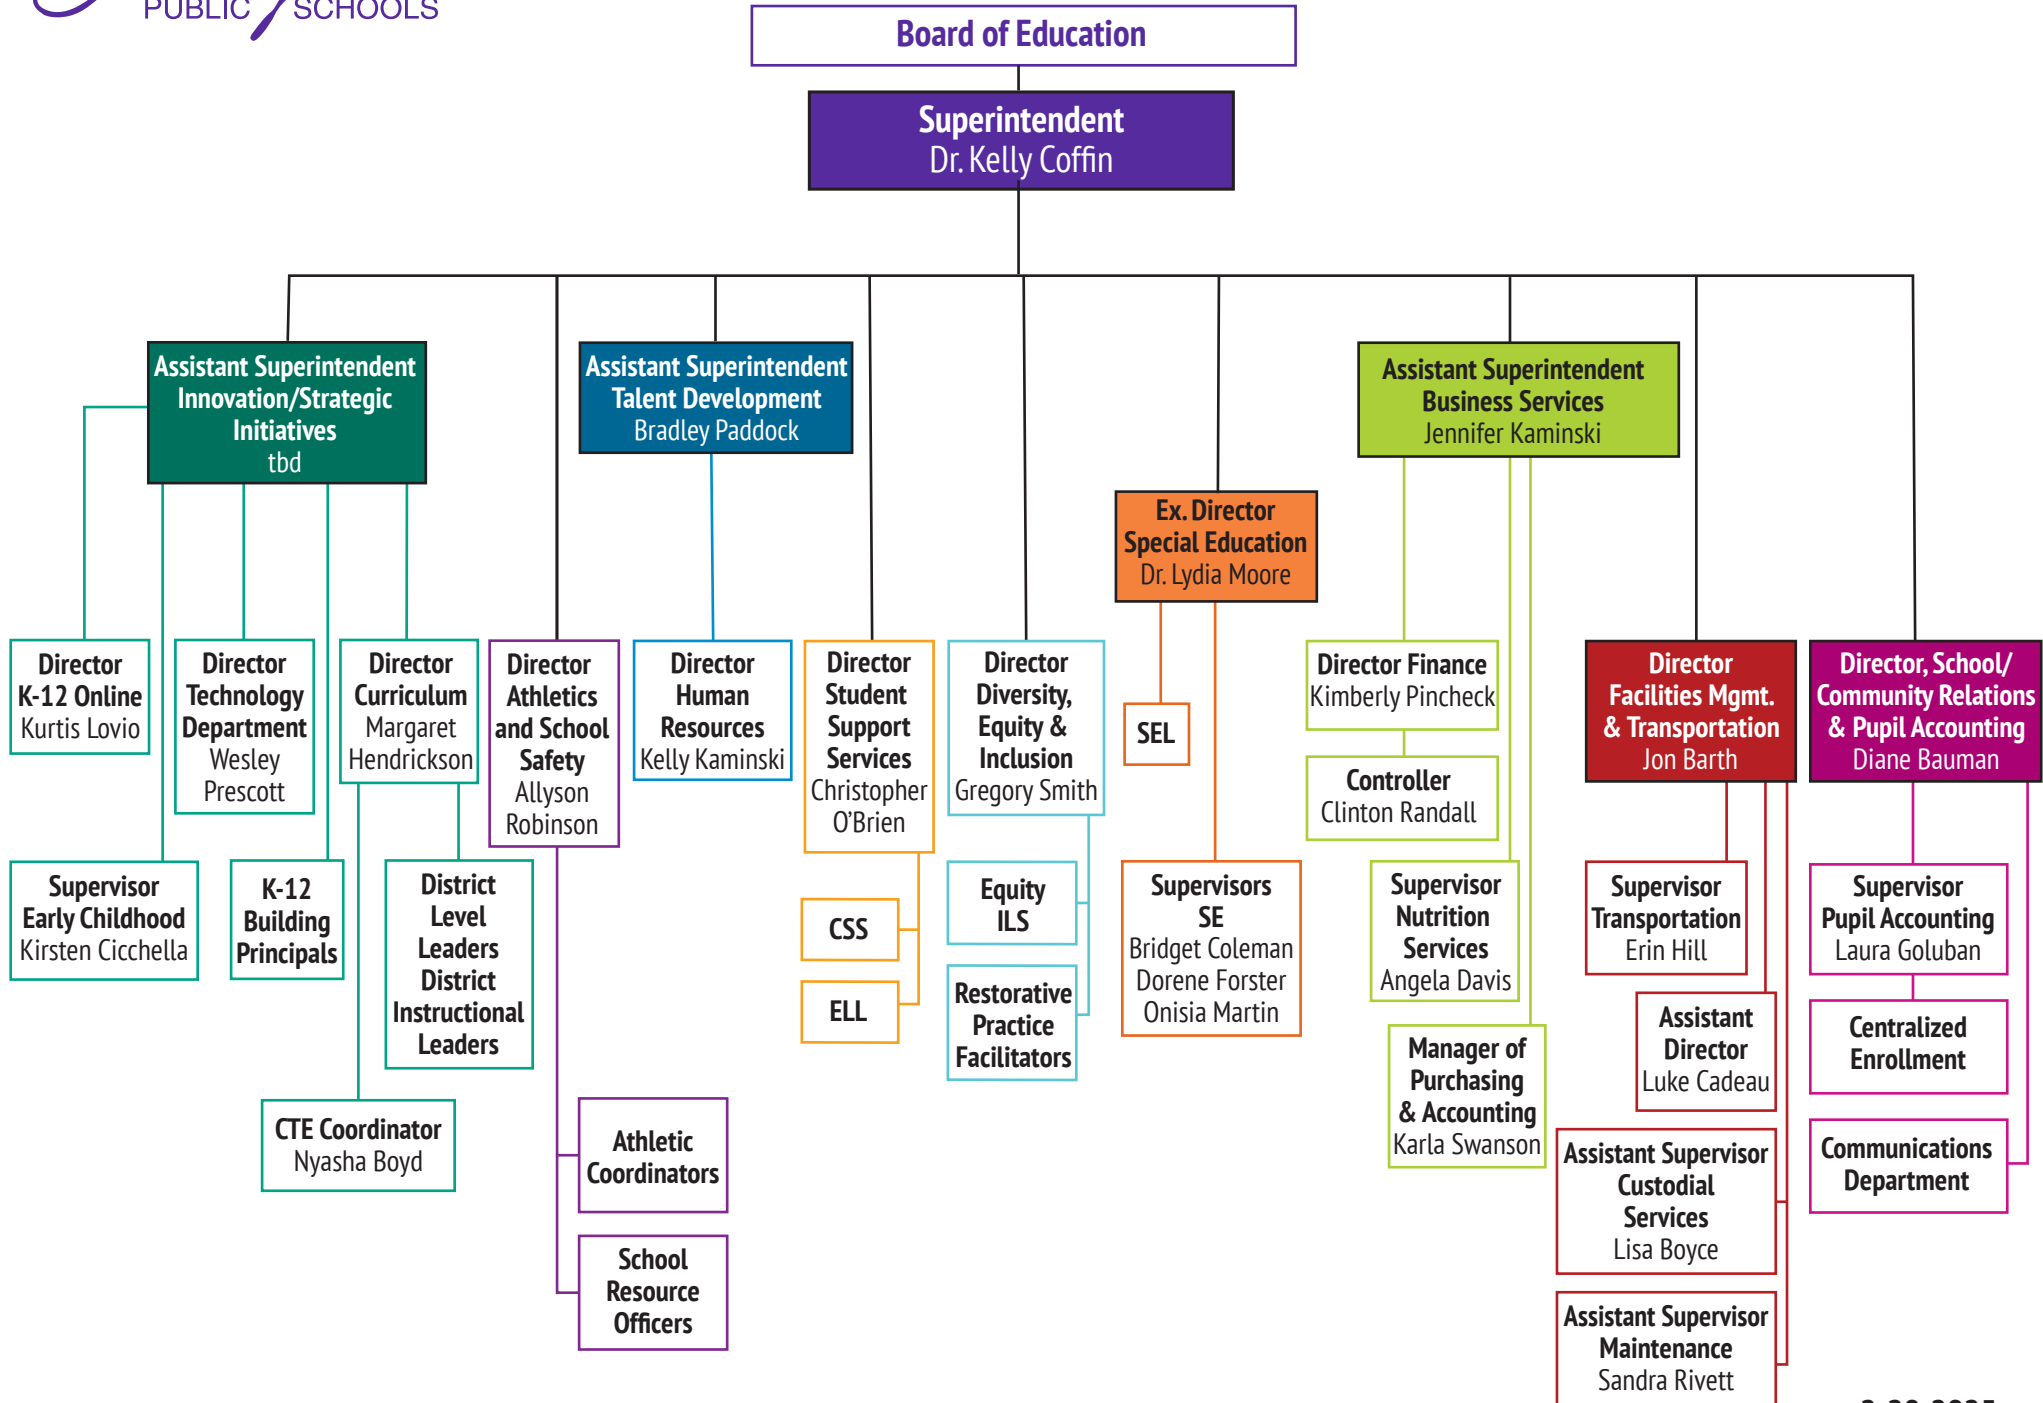 PUBLIC SCHOOLS
Board of Education
Superintendent
Dr. Kelly Coffin
Assistant Superintendent
Innovation/Strategic
Initiatives
tbd
Assistant Superintendent
Talent Development
Bradley Paddock
Assistant Superintendent
Business Services
Jennifer Kaminski
Ex. Director
Special Education
Dr. Lydia Moore
Director
K-12 Online
Kurtis Lovio
Director
Technology
Department
Wesley
Prescott
Director
Curriculum
Margaret
Hendrickson
Director
Athletics
and School
Safety
Allyson
Robinson
Director
Human
Resources
Kelly Kaminski
Director
Student
Support
Services
Christopher
O’Brien
Director
Diversity,
Equity &
Inclusion
Gregory Smith
SEL
Director Finance
Kimberly Pincheck
Controller
Clinton Randall
Director
Facilities Mgmt.
& Transportation
Jon Barth
Director, School/
Community Relations
& Pupil Accounting
Diane Bauman
Supervisor
Early Childhood
Kirsten Cicchella
K-12
Building
Principals
District
Level
Leaders
District
Instructional
Leaders
CSS
ELL
Equity
ILS
Restorative
Practice
Facilitators
Supervisors
SE
Bridget Coleman
Dorene Forster
Onisia Martin
Supervisor
Nutrition
Services
Angela Davis
Manager of
Purchasing
& Accounting
Karla Swanson
Supervisor
Transportation
Erin Hill
Assistant
Director
Luke Cadeau
Supervisor
Pupil Accounting
Laura Goluban
Centralized
Enrollment
Communications
Department
CTE Coordinator
Nyasha Boyd
Athletic
Coordinators
School
Resource
Officers
Assistant Supervisor
Custodial
Services
Lisa Boyce
Assistant Supervisor
Maintenance
Sandra Rivett